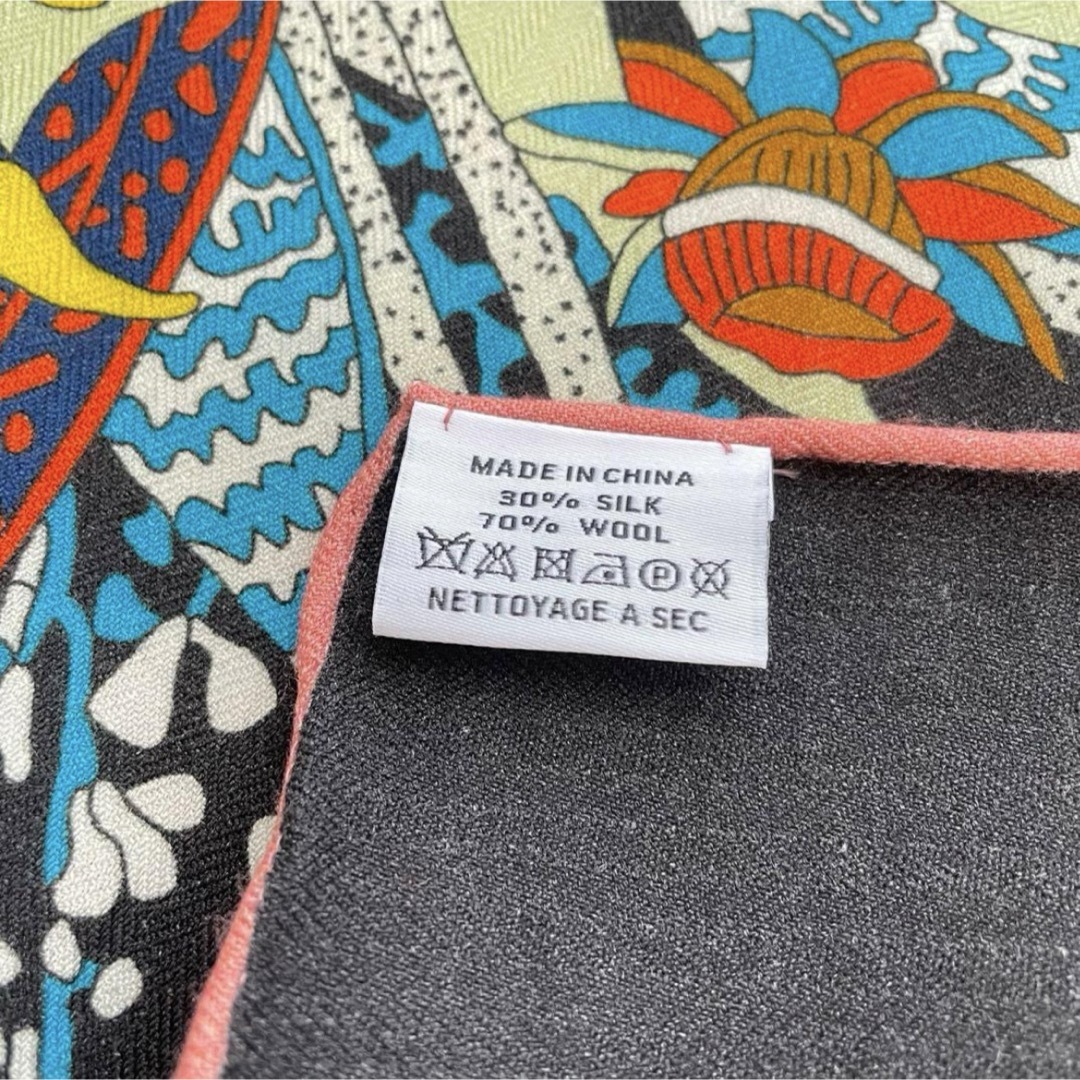 MADE IN CHINA
30% SILK
70% WOOL
P
NETTOYAGE A SEC